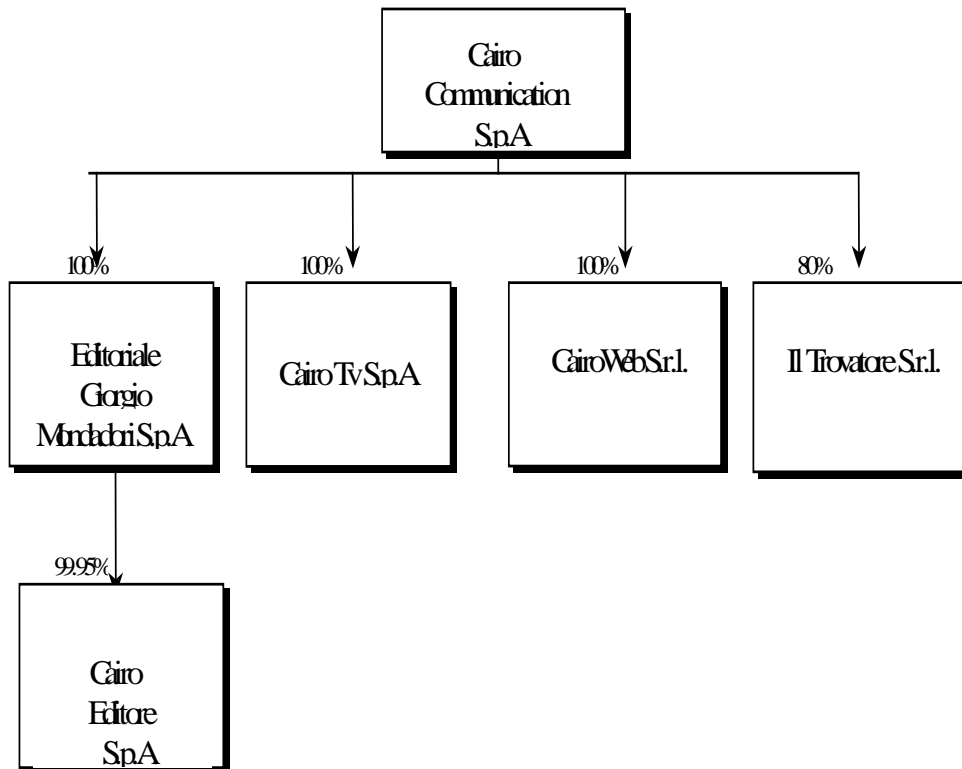 Cairo
Communication
S.p.A
100%
100%
100%
80%
Editoriale
Giorgio
Mondadori S.p.A
Cairo Tv S.p.A
Cairo Web S.r.l.
Il Trovatore S.r.l.
99.95%
Cairo
Editore
S.p.A